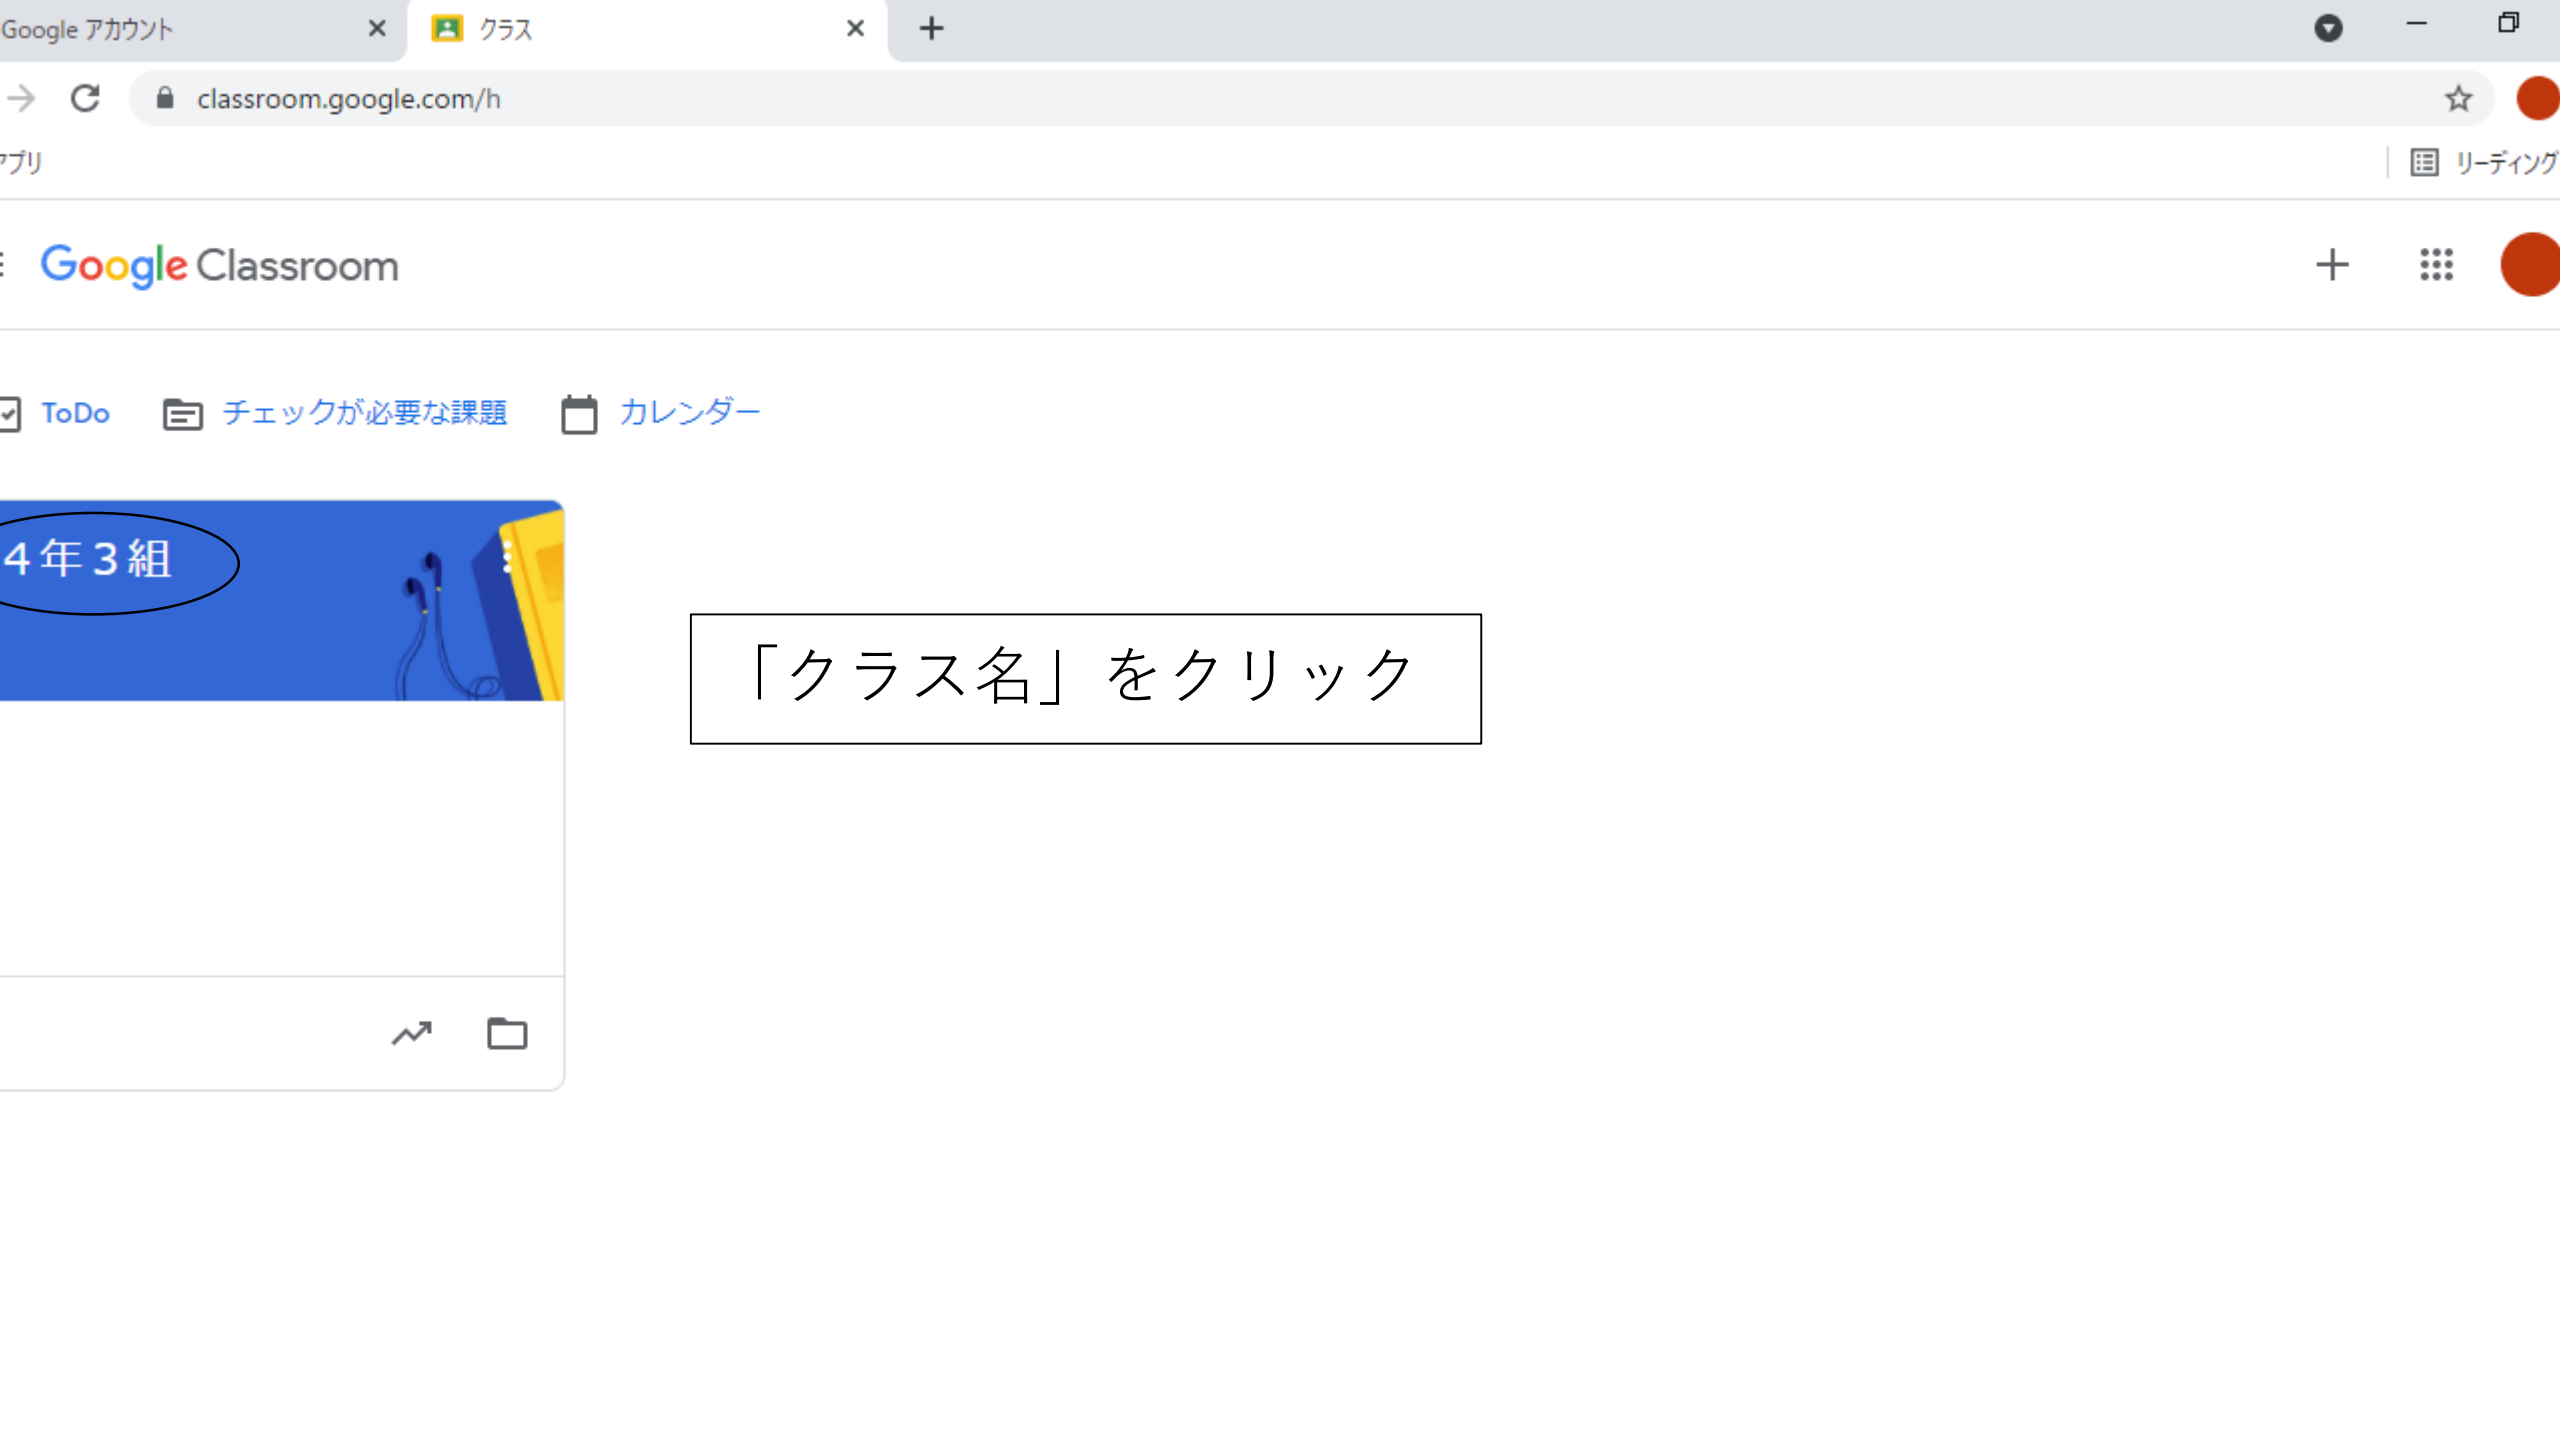 Google アカウント
クラス
classroom.google.com/h
アプリ
リーディング
Google Classroom
ToDo
チェックが必要な課題
カレンダー
４年３組
「クラス名」をクリック